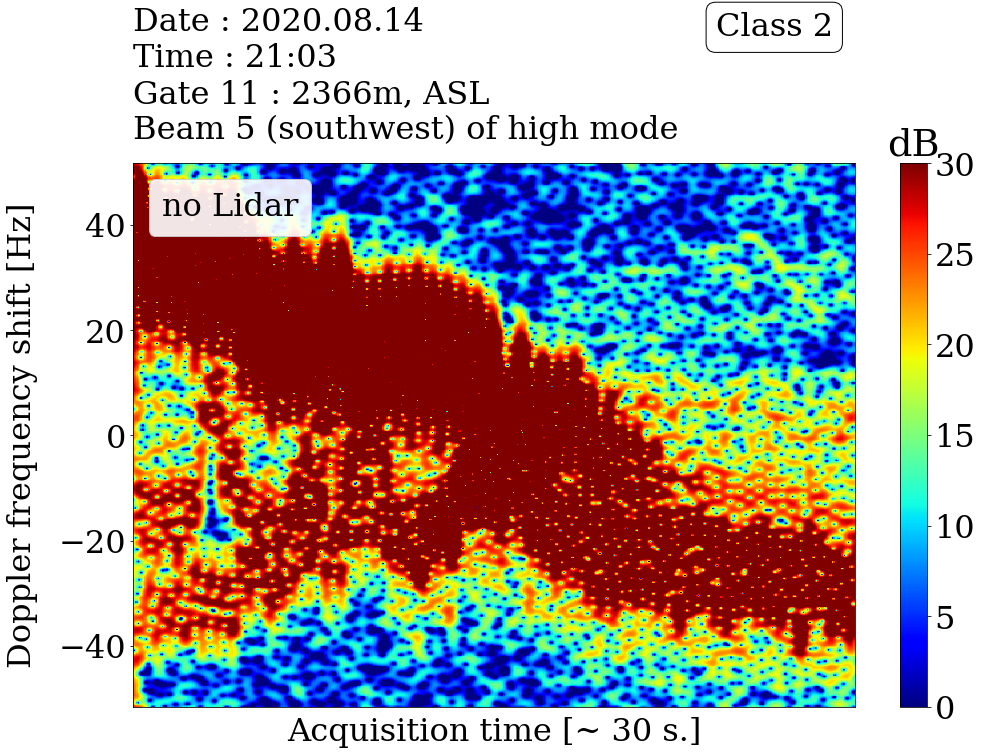 Date : 2020.08.14
Time : 21:03
Gate 11 : 2366m, ASL
Beam 5 (southwest) of high mode
Class 2
dB
no Lidar
Doppler frequency shift [Hz]
40
20
0
−20
−40
30
25
20
15
10
5
0
Acquisition time [~ 30 s.]